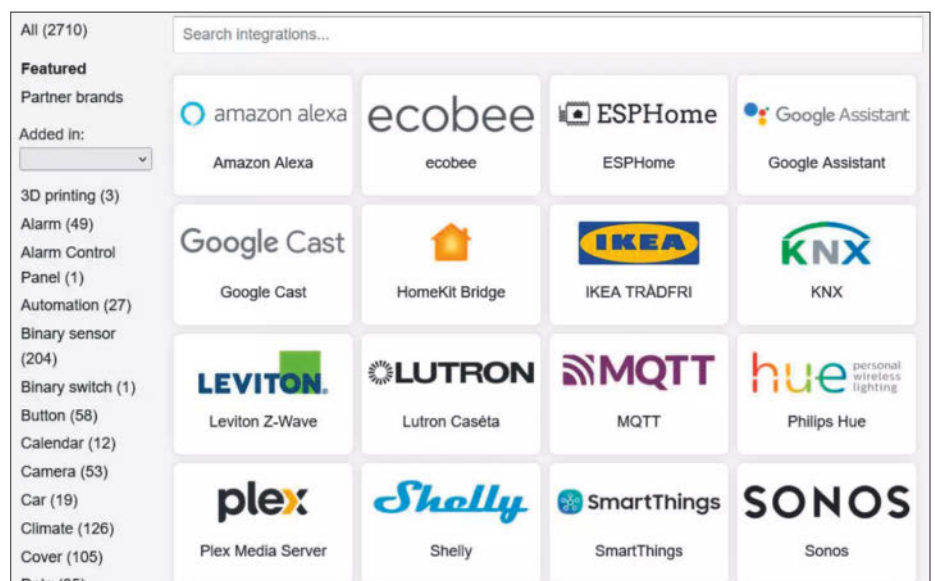 All (2710)
Featured
Partner brands
Added in:
3D printing (3)
Alarm (49)
Alarm Control
Panel (1)
Automation (27)
Binary sensor
(204)
Binary switch (1)
Button (58)
Calendar (12)
Camera (53)
Car (19)
Climate (126)
Cover (105)
Search integrations...
amazon alexa
Amazon Alexa
ecobee
ecobee
ESPHome
ESPHome
Google Assistant
Google Assistant
Google Cast
Google Cast
HomeKit Bridge
IKEA
IKEA TRÅDFRI
KNX
KNX
LEVITON.
Leviton Z-Wave
LUTRON
Lutron Caséta
MQTT
MQTT
hue personal
wireless
lighting
Philips Hue
plex
Plex Media Server
Shelly
Shelly
SmartThings
SmartThings
SONOS
Sonos